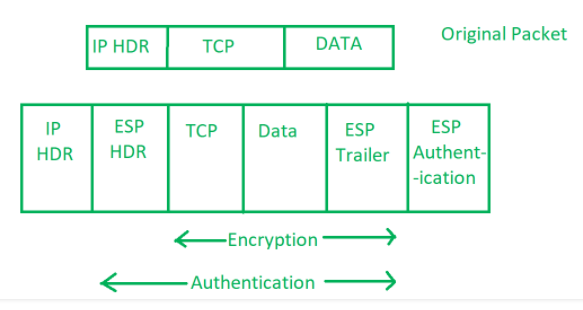 IP HDR TCP DATA Original Packet
IP HDR
ESP HDR
TCP
Data
ESP Trailer
ESP Authent-
-ication
Encryption
Authentication